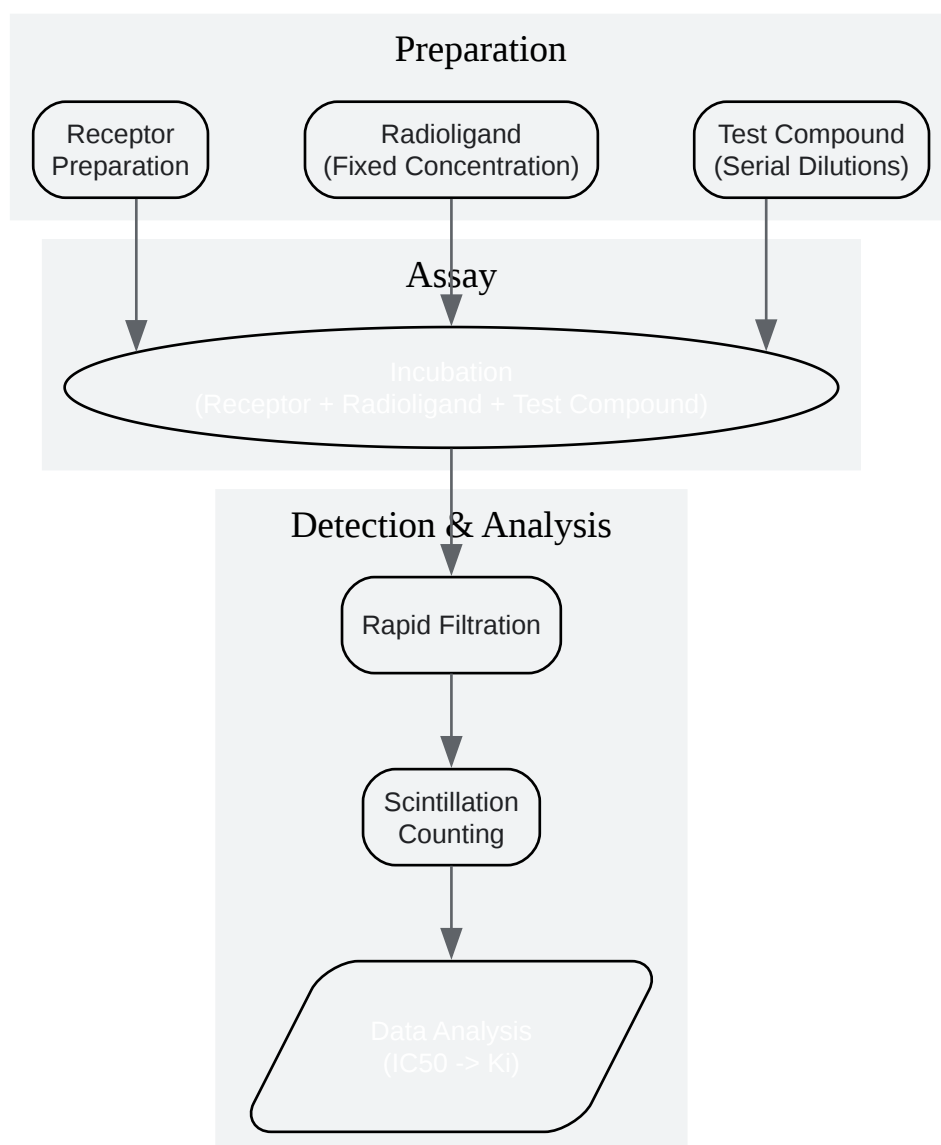 Preparation
Receptor
Preparation
Radioligand
(Fixed Concentration)
Test Compound
(Serial Dilutions)
Assay
Incubation
(Receptor + Radioligand + Test Compound)
Detection & Analysis
Rapid Filtration
Scintillation
Counting
Data Analysis
(IC50 -> Ki)